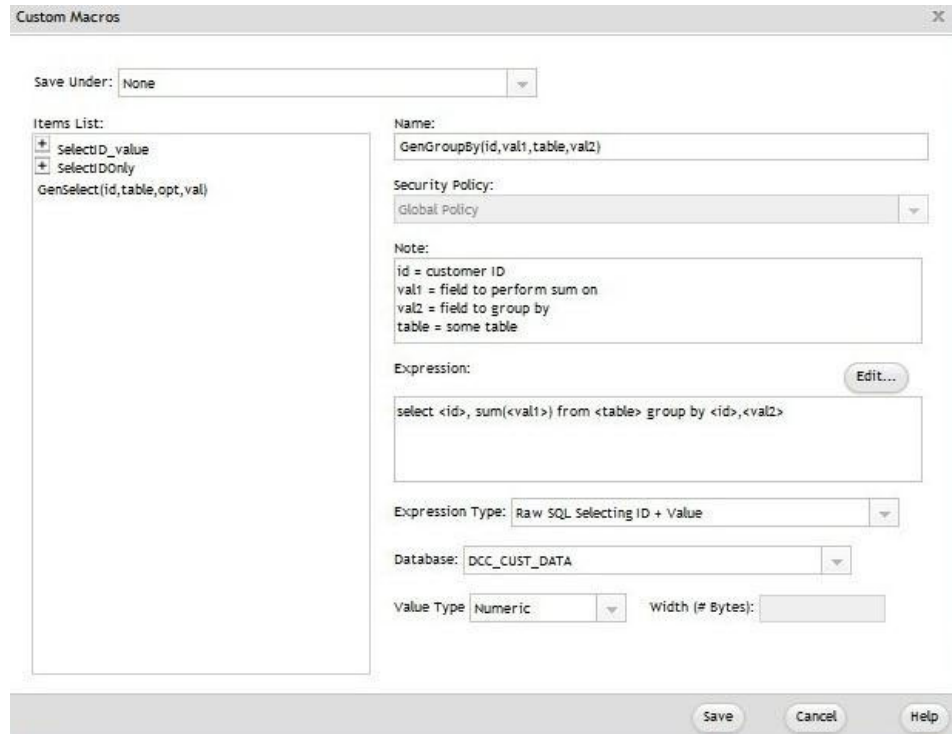 Custom Macros X
Save Under: None
Items List:
SelectID_value
SelectIDOnly
GenSelect(id,table,opt,val)
Name:
GenGroupBy(id,val1,table,val2)
Security Policy:
Global Policy
Note:
id = customer ID
val1 = field to perform sum on
val2 = field to group by
table = some table
Expression:
Edit...
select <id>, sum(<val1>) from <table> group by <id>,<val2>
Expression Type: Raw SQL Selecting ID + Value
Database: DCC_CUST_DATA
Value Type Numeric Width (# Bytes):
Save Cancel Help